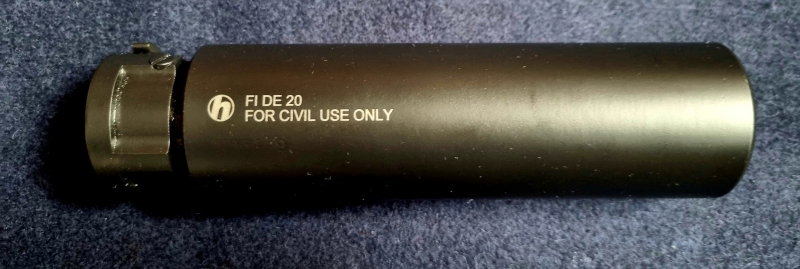 h
FI DE 20
FOR CIVIL USE ONLY